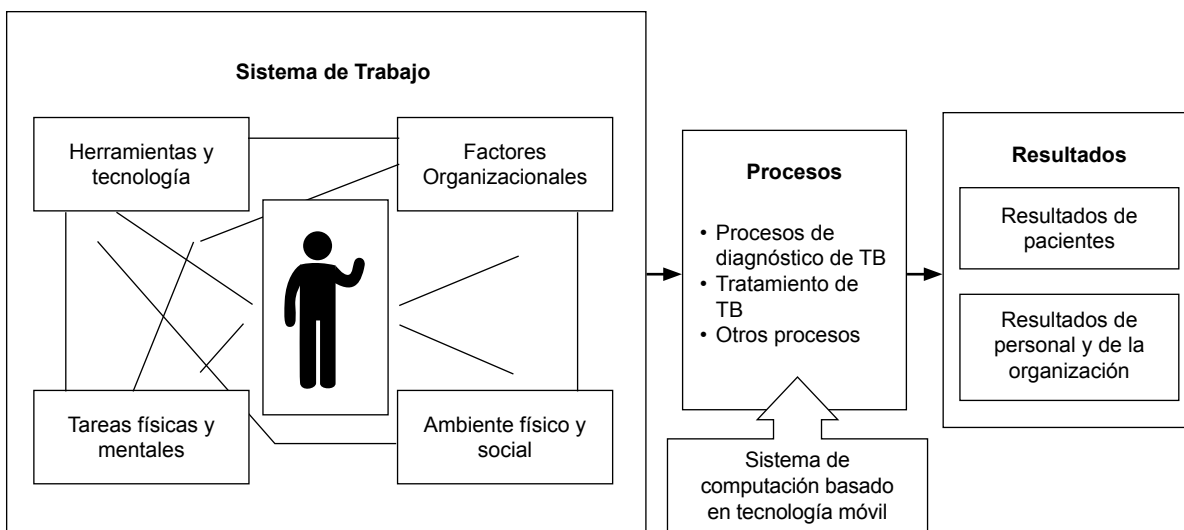 Sistema de Trabajo
Herramientas y
tecnología
Factores
Organizacionales
Tareas físicas y
mentales
Ambiente físico y
social
Procesos
• Procesos de
diagnóstico de TB
• Tratamiento de
TB
• Otros procesos
Sistema de
computación basado
en tecnología móvil
Resultados
Resultados de
pacientes
Resultados de
personal y de la
organización